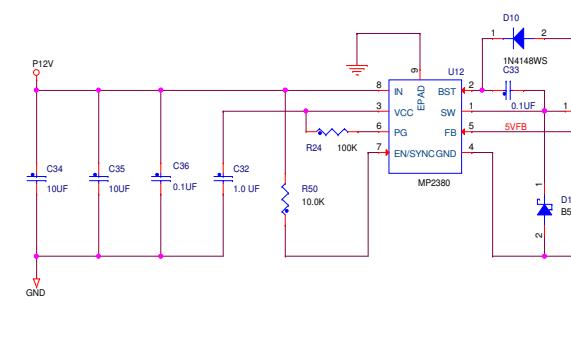 D10
1 2
1N4148WS
P12V
9
U12
C33
8 IN
EPAD
BST 2
0.1UF
3 VCC
SW 1
1
6 PG
FB 5
5VFB
R24 100K
7 EN/SYNC
GND 4
MP2380
C34
10UF
C35
10UF
C36
0.1UF
C32
1.0 UF
R50
10.0K
1
2
GND